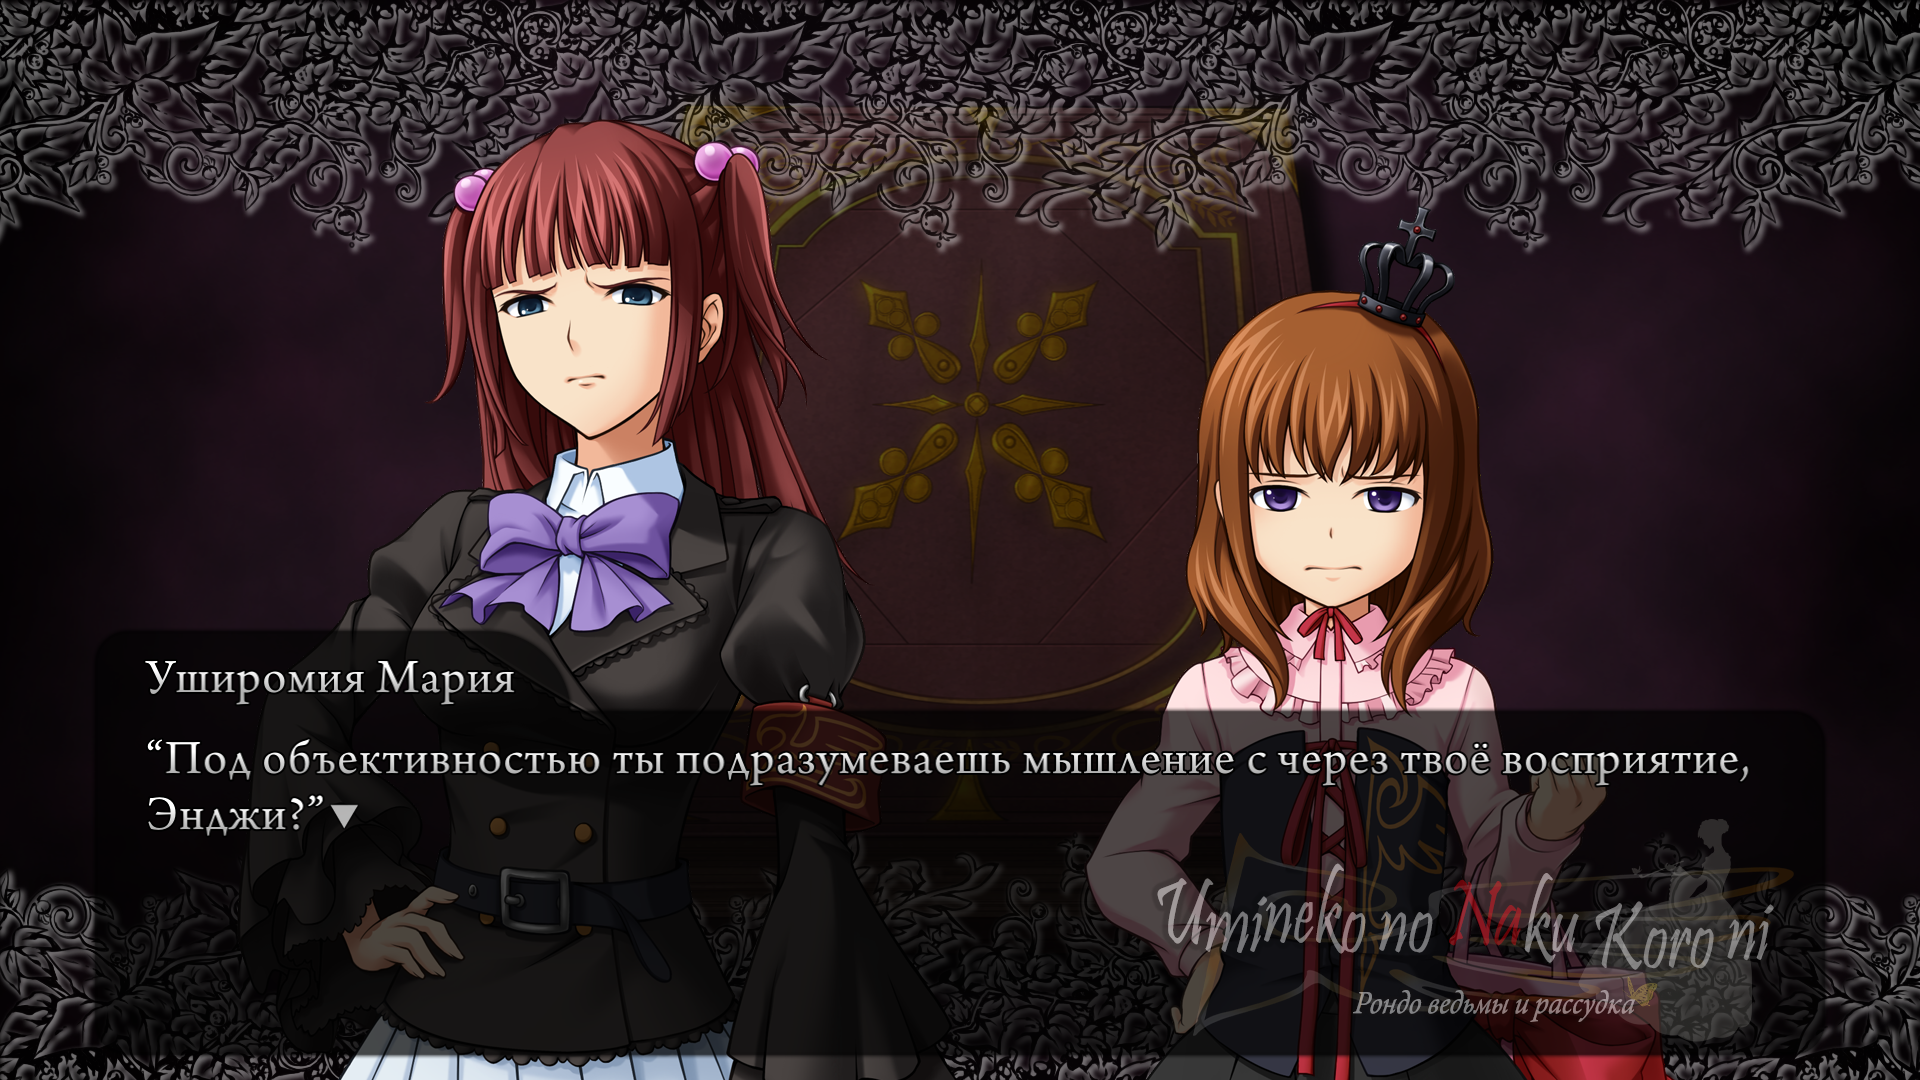 Уширомия Мария
“Под объективностью ты подразумеваешь мышление с через твоё восприятие,
Энджи?”
Umineko no Naku Koro ni
Рондо ведьмы и рассудка